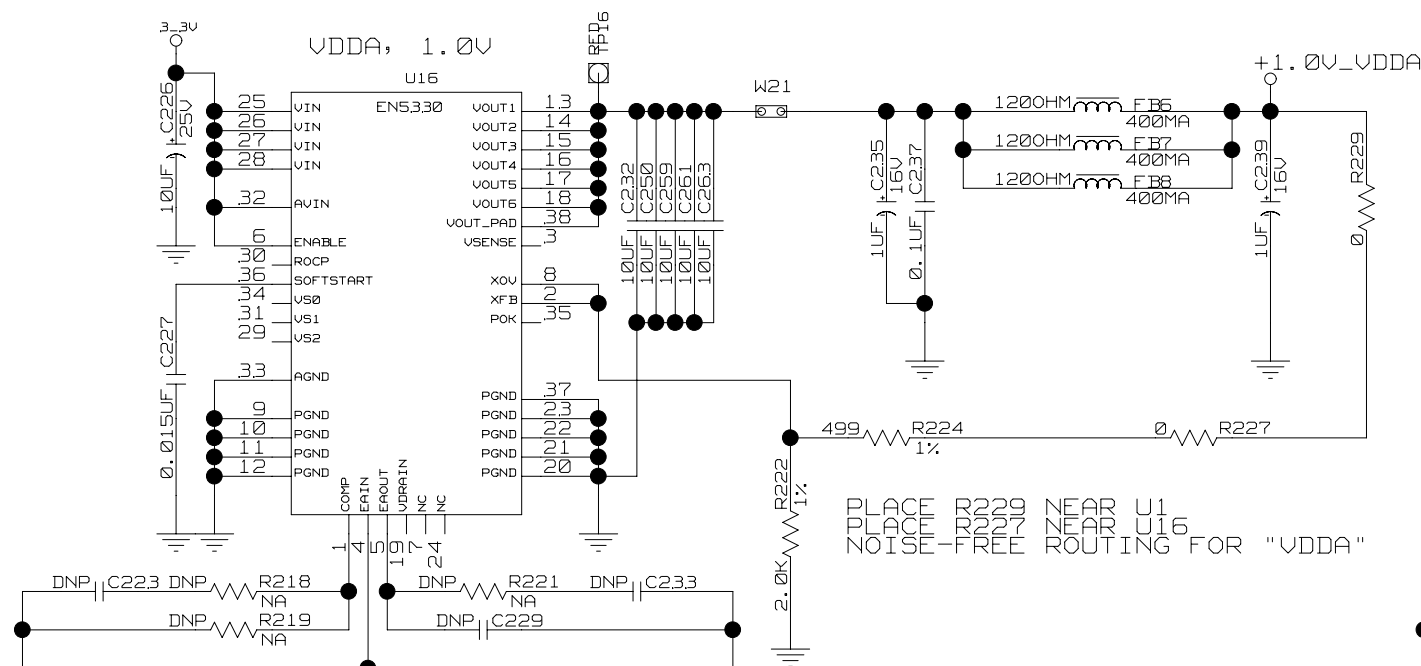 3_3V
VDDA, 1.0V
RED
TP16
+1.0V_VDDA
U16
EN5330
W21
C226
25V
10UF
25 VIN
26 VIN
27 VIN
28 VIN
32 AVIN
6 ENABLE
30 ROCP
36 SOFTSTART
34 VS0
31 VS1
29 VS2
33 AGND
9 PGND
10 PGND
11 PGND
12 PGND
VOUT1 13
VOUT2 14
VOUT3 15
VOUT4 16
VOUT5 17
VOUT6 18
VOUT_PAD 38
VSENSE 3
XOV 8
XFB 2
POK 35
PGND 37
PGND 23
PGND 22
PGND 21
PGND 20
COMP 1
EAIN 4
EAOUT 5
VDRAIN 19
NC 7
NC 24
C227
0.015UF
C232
10UF
C250
10UF
C259
10UF
C261
10UF
C263
10UF
C235
16V
1UF
C237
0.1UF
120OHM FB6
400MA
120OHM FB7
400MA
120OHM FB8
400MA
C239
16V
1UF
R229
0
499 R224
1%
0 R227
R222
1%
2.0K
PLACE R229 NEAR U1
PLACE R227 NEAR U16
NOISE-FREE ROUTING FOR "VDDA"
DNP C223 DNP R218
NA
DNP R219
NA
DNP R221
NA
DNP C233
DNP C229